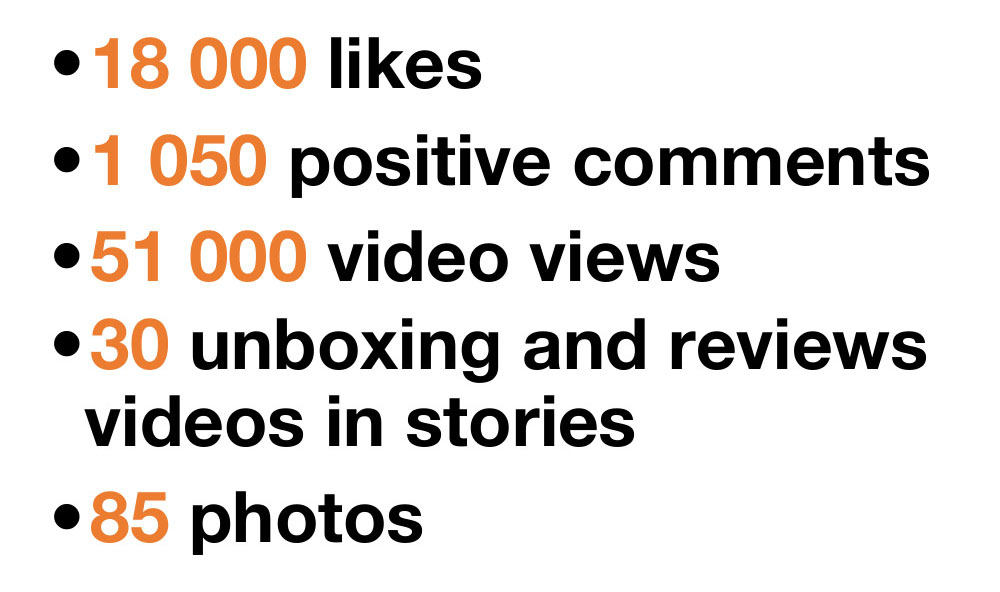 •18 000 likes
•1 050 positive comments
•51 000 video views
•30 unboxing and reviews
videos in stories
•85 photos